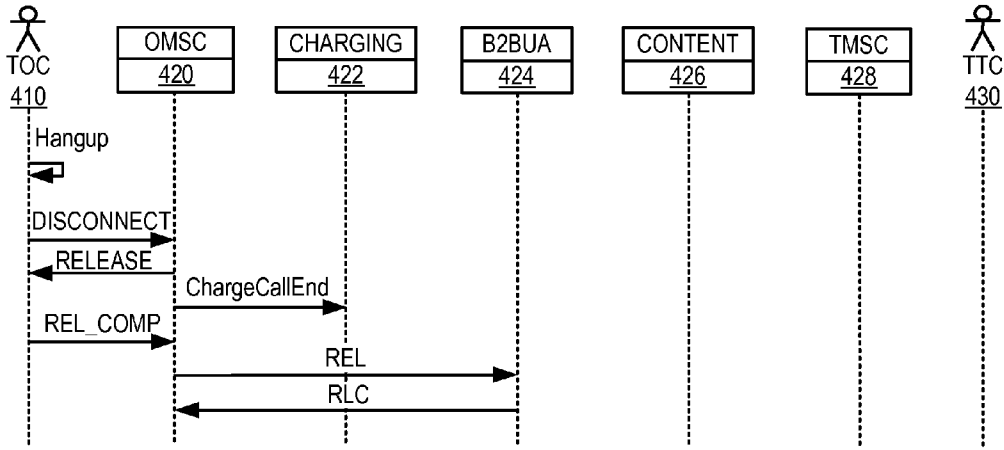 TOC
410
OMSC
420
CHARGING
422
B2BUA
424
CONTENT
426
TMSC
428
TTC
430
Hangup
DISCONNECT
RELEASE
ChargeCallEnd
REL_COMP
REL
RLC